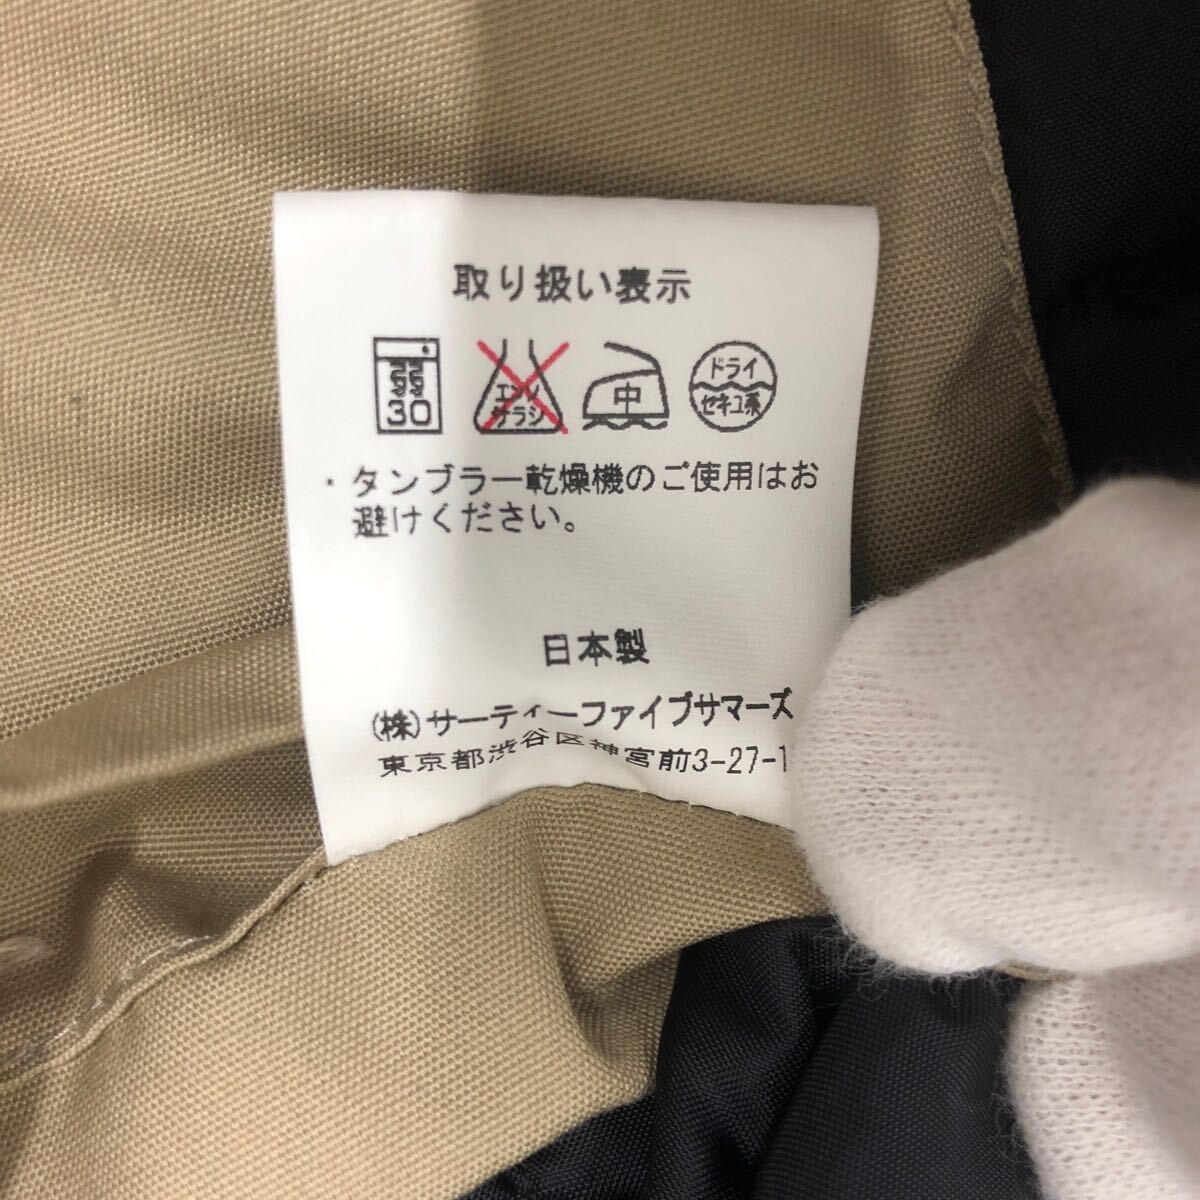 取り扱い表示
30
エンソ
サラシ
中
ドライ
セキユ系
・タンブラー乾燥機のご使用はお
避けください。
日本製
(株)サーティーファイブサマーズ
東京都渋谷区神宮前3-27-1